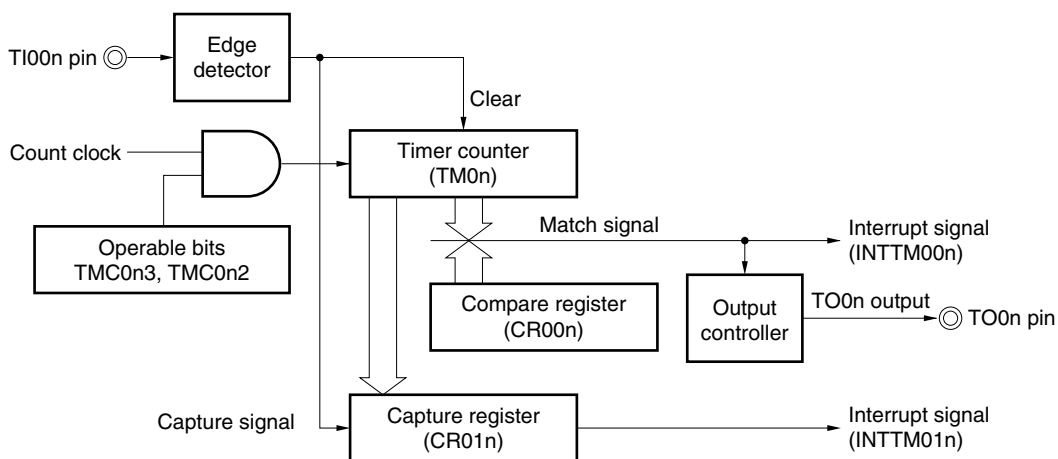 TI00n pin
Edge
detector
Clear
Count clock
Timer counter
(TM0n)
Operable bits
TMC0n3, TMC0n2
Match signal
Interrupt signal
(INTTM00n)
Compare register
(CR00n)
Output
controller
TO0n output
TO0n pin
Capture signal
Capture register
(CR01n)
Interrupt signal
(INTTM01n)